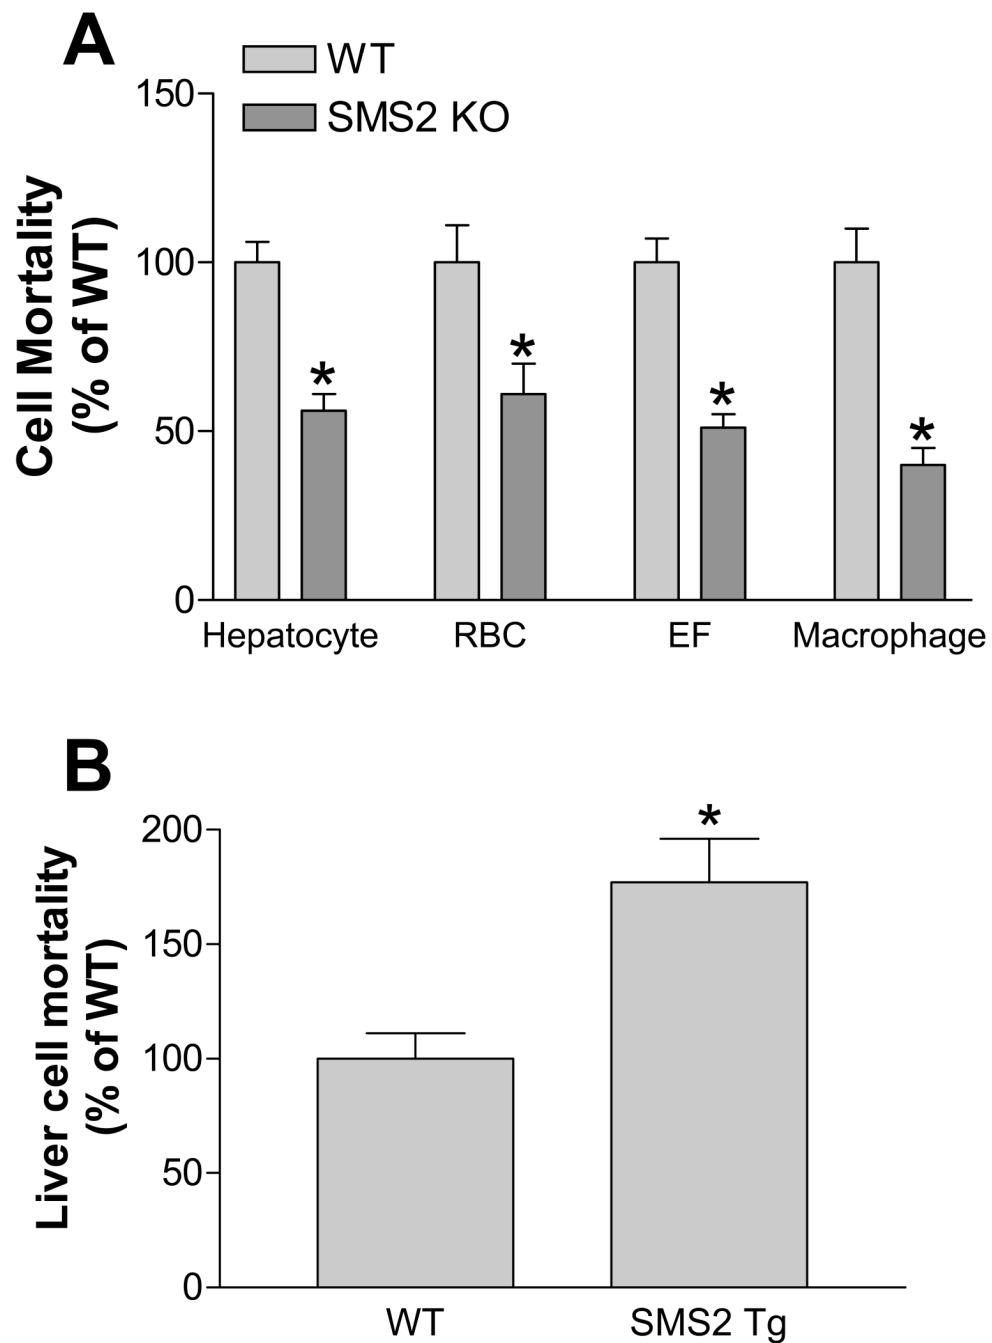 A
WT
SMS2 KO
Cell Mortality
(% of WT)
150
100
50
0
* * * *
Hepatocyte RBC EF Macrophage
B
Liver cell mortality
(% of WT)
200
150
100
50
0
*
WT SMS2 Tg